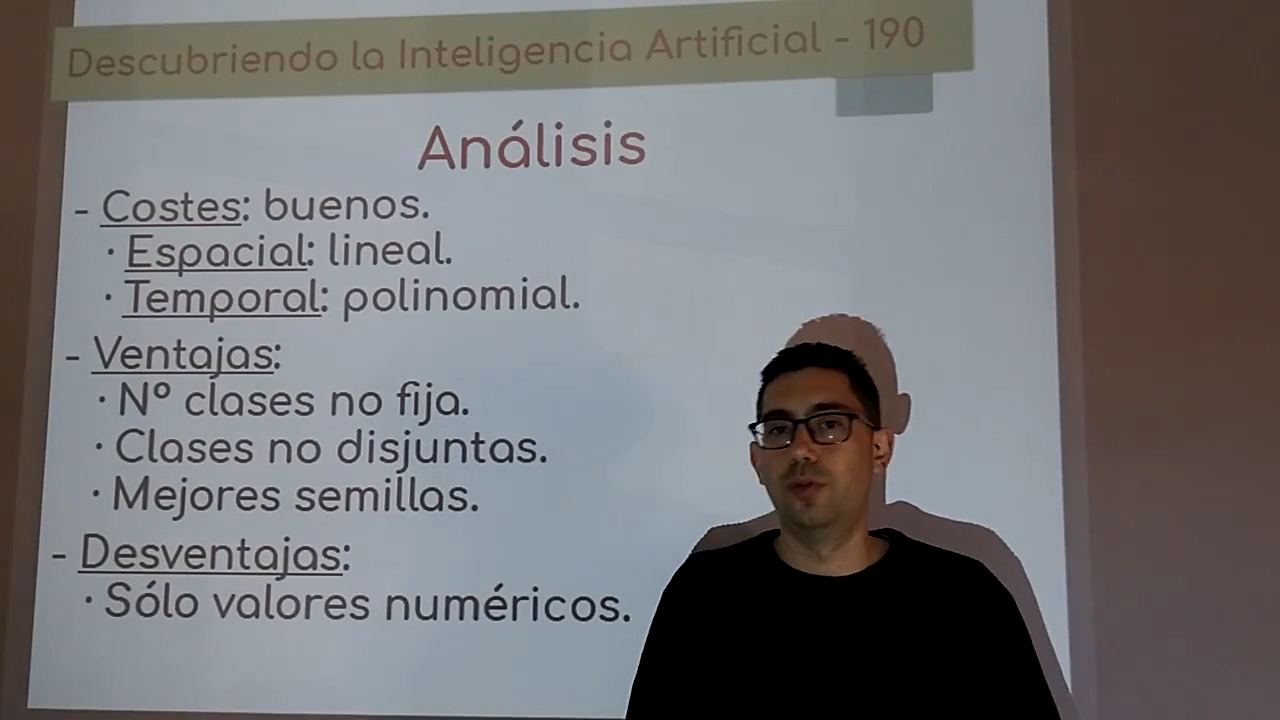 Descubriendo la Inteligencia Artificial - 190
Análisis
- Costes: buenos.
· Espacial: lineal.
· Temporal: polinomial.
- Ventajas:
· Nº clases no fija.
· Clases no disjuntas.
· Mejores semillas.
- Desventajas:
· Sólo valores numéricos.